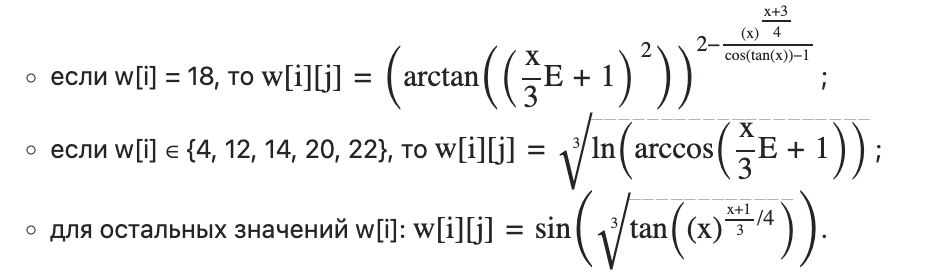 если w[i] = 18, то w[i][j] = (arctan((x/3 E + 1)^2))^(2−((x)^((x+3)/4))/(cos(tan(x))−1));
если w[i] ∈ {4, 12, 14, 20, 22}, то w[i][j] = ∛ln(arccos(x/3 E + 1));
для остальных значений w[i]: w[i][j] = sin(∛tan((x)^((x+1)/3 /4))).